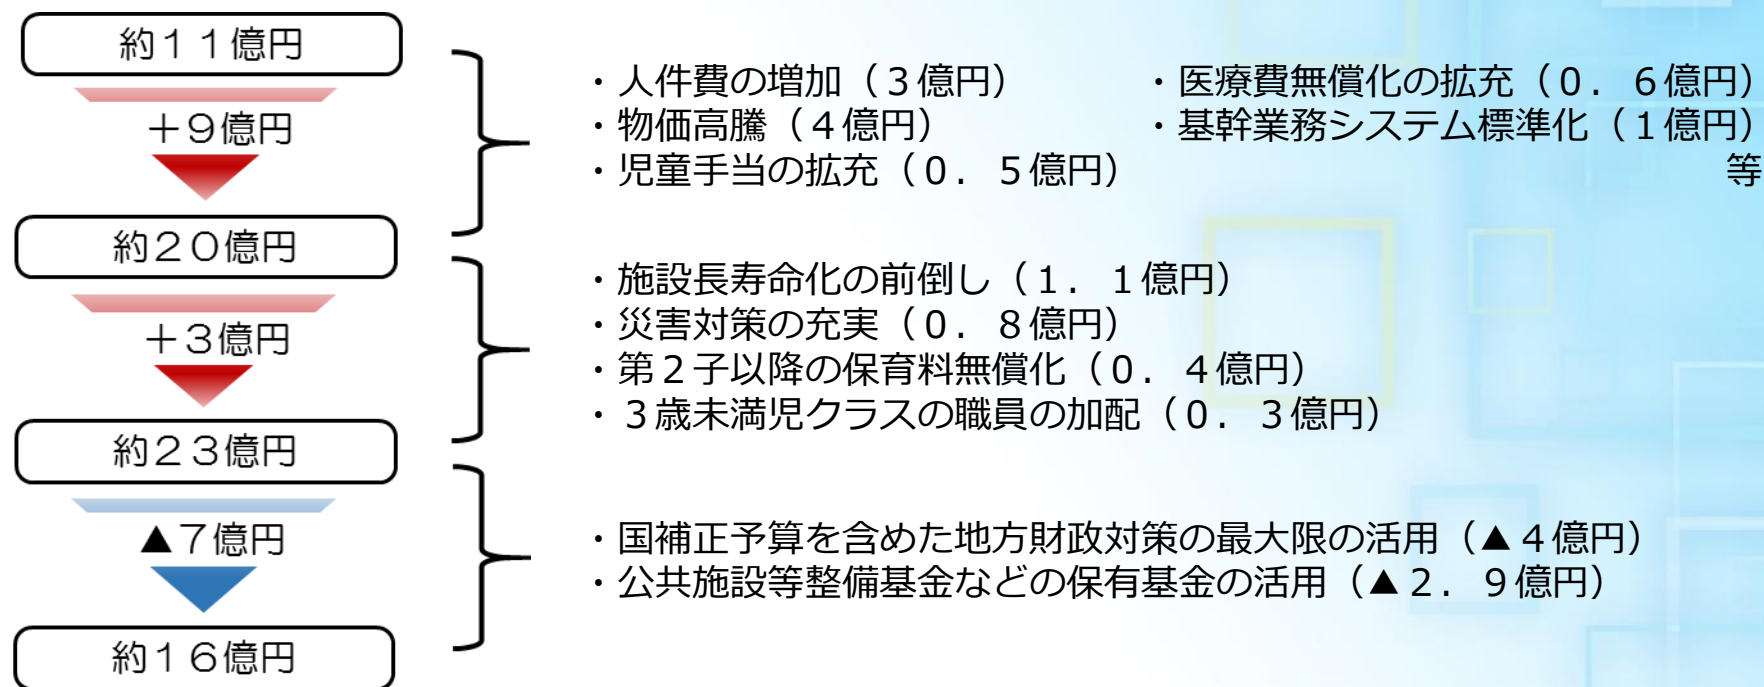 約１１億円
＋９億円
・人件費の増加（３億円）
・物価高騰（４億円）
・児童手当の拡充（０．５億円）
・医療費無償化の拡充（０．６億円）
・基幹業務システム標準化（１億円）
等
約２０億円
＋３億円
・施設長寿命化の前倒し（１．１億円）
・災害対策の充実（０．８億円）
・第２子以降の保育料無償化（０．４億円）
・３歳未満児クラスの職員の加配（０．３億円）
約２３億円
▲７億円
・国補正予算を含めた地方財政対策の最大限の活用（▲４億円）
・公共施設等整備基金などの保有基金の活用（▲２．９億円）
約１６億円